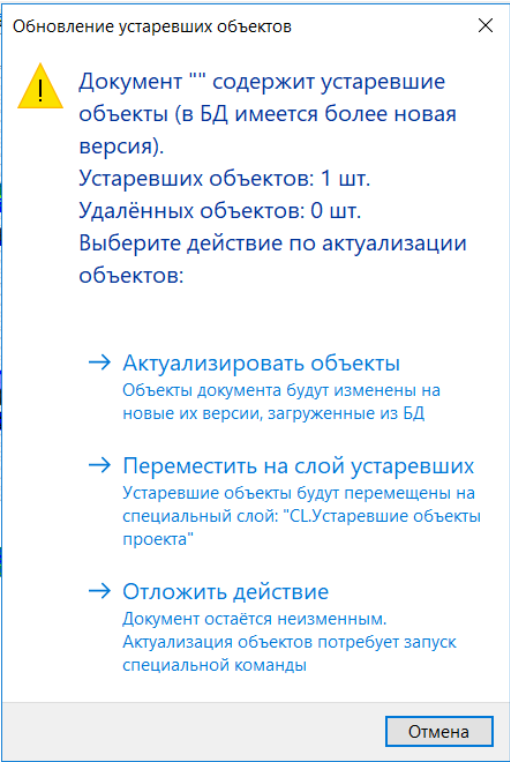 Обновление устаревших объектов
Документ "" содержит устаревшие
объекты (в БД имеется более новая
версия).
Устаревших объектов: 1 шт.
Удалённых объектов: 0 шт.
Выберите действие по актуализации
объектов:
Актуализировать объекты
Объекты документа будут изменены на
новые их версии, загруженные из БД
Переместить на слой устаревших
Устаревшие объекты будут перемещены на
специальный слой: "CL.Устаревшие объекты
проекта"
Отложить действие
Документ остаётся неизменным.
Актуализация объектов потребует запуск
специальной команды
Отмена